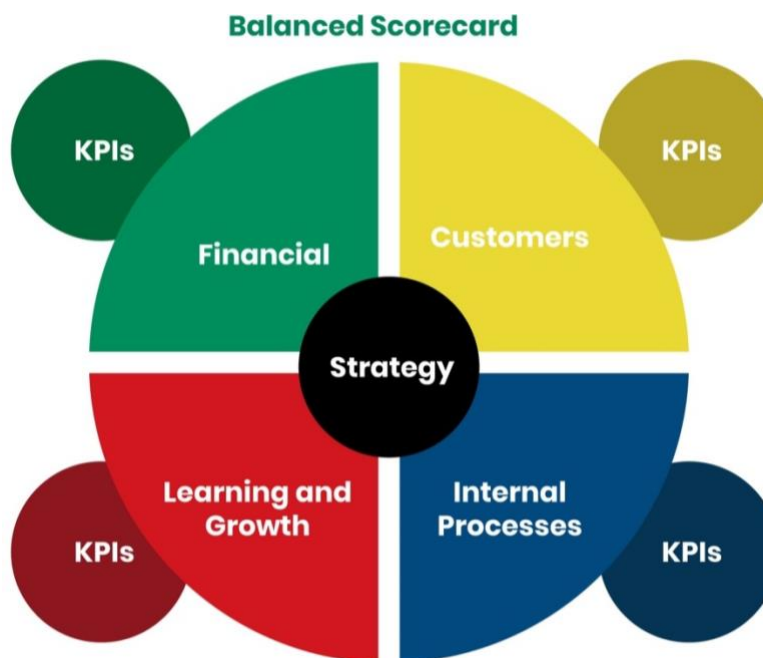 Balanced Scorecard
KPIs
KPIs
Financial
Customers
Strategy
Learning and
Growth
Internal
Processes
KPIs
KPIs